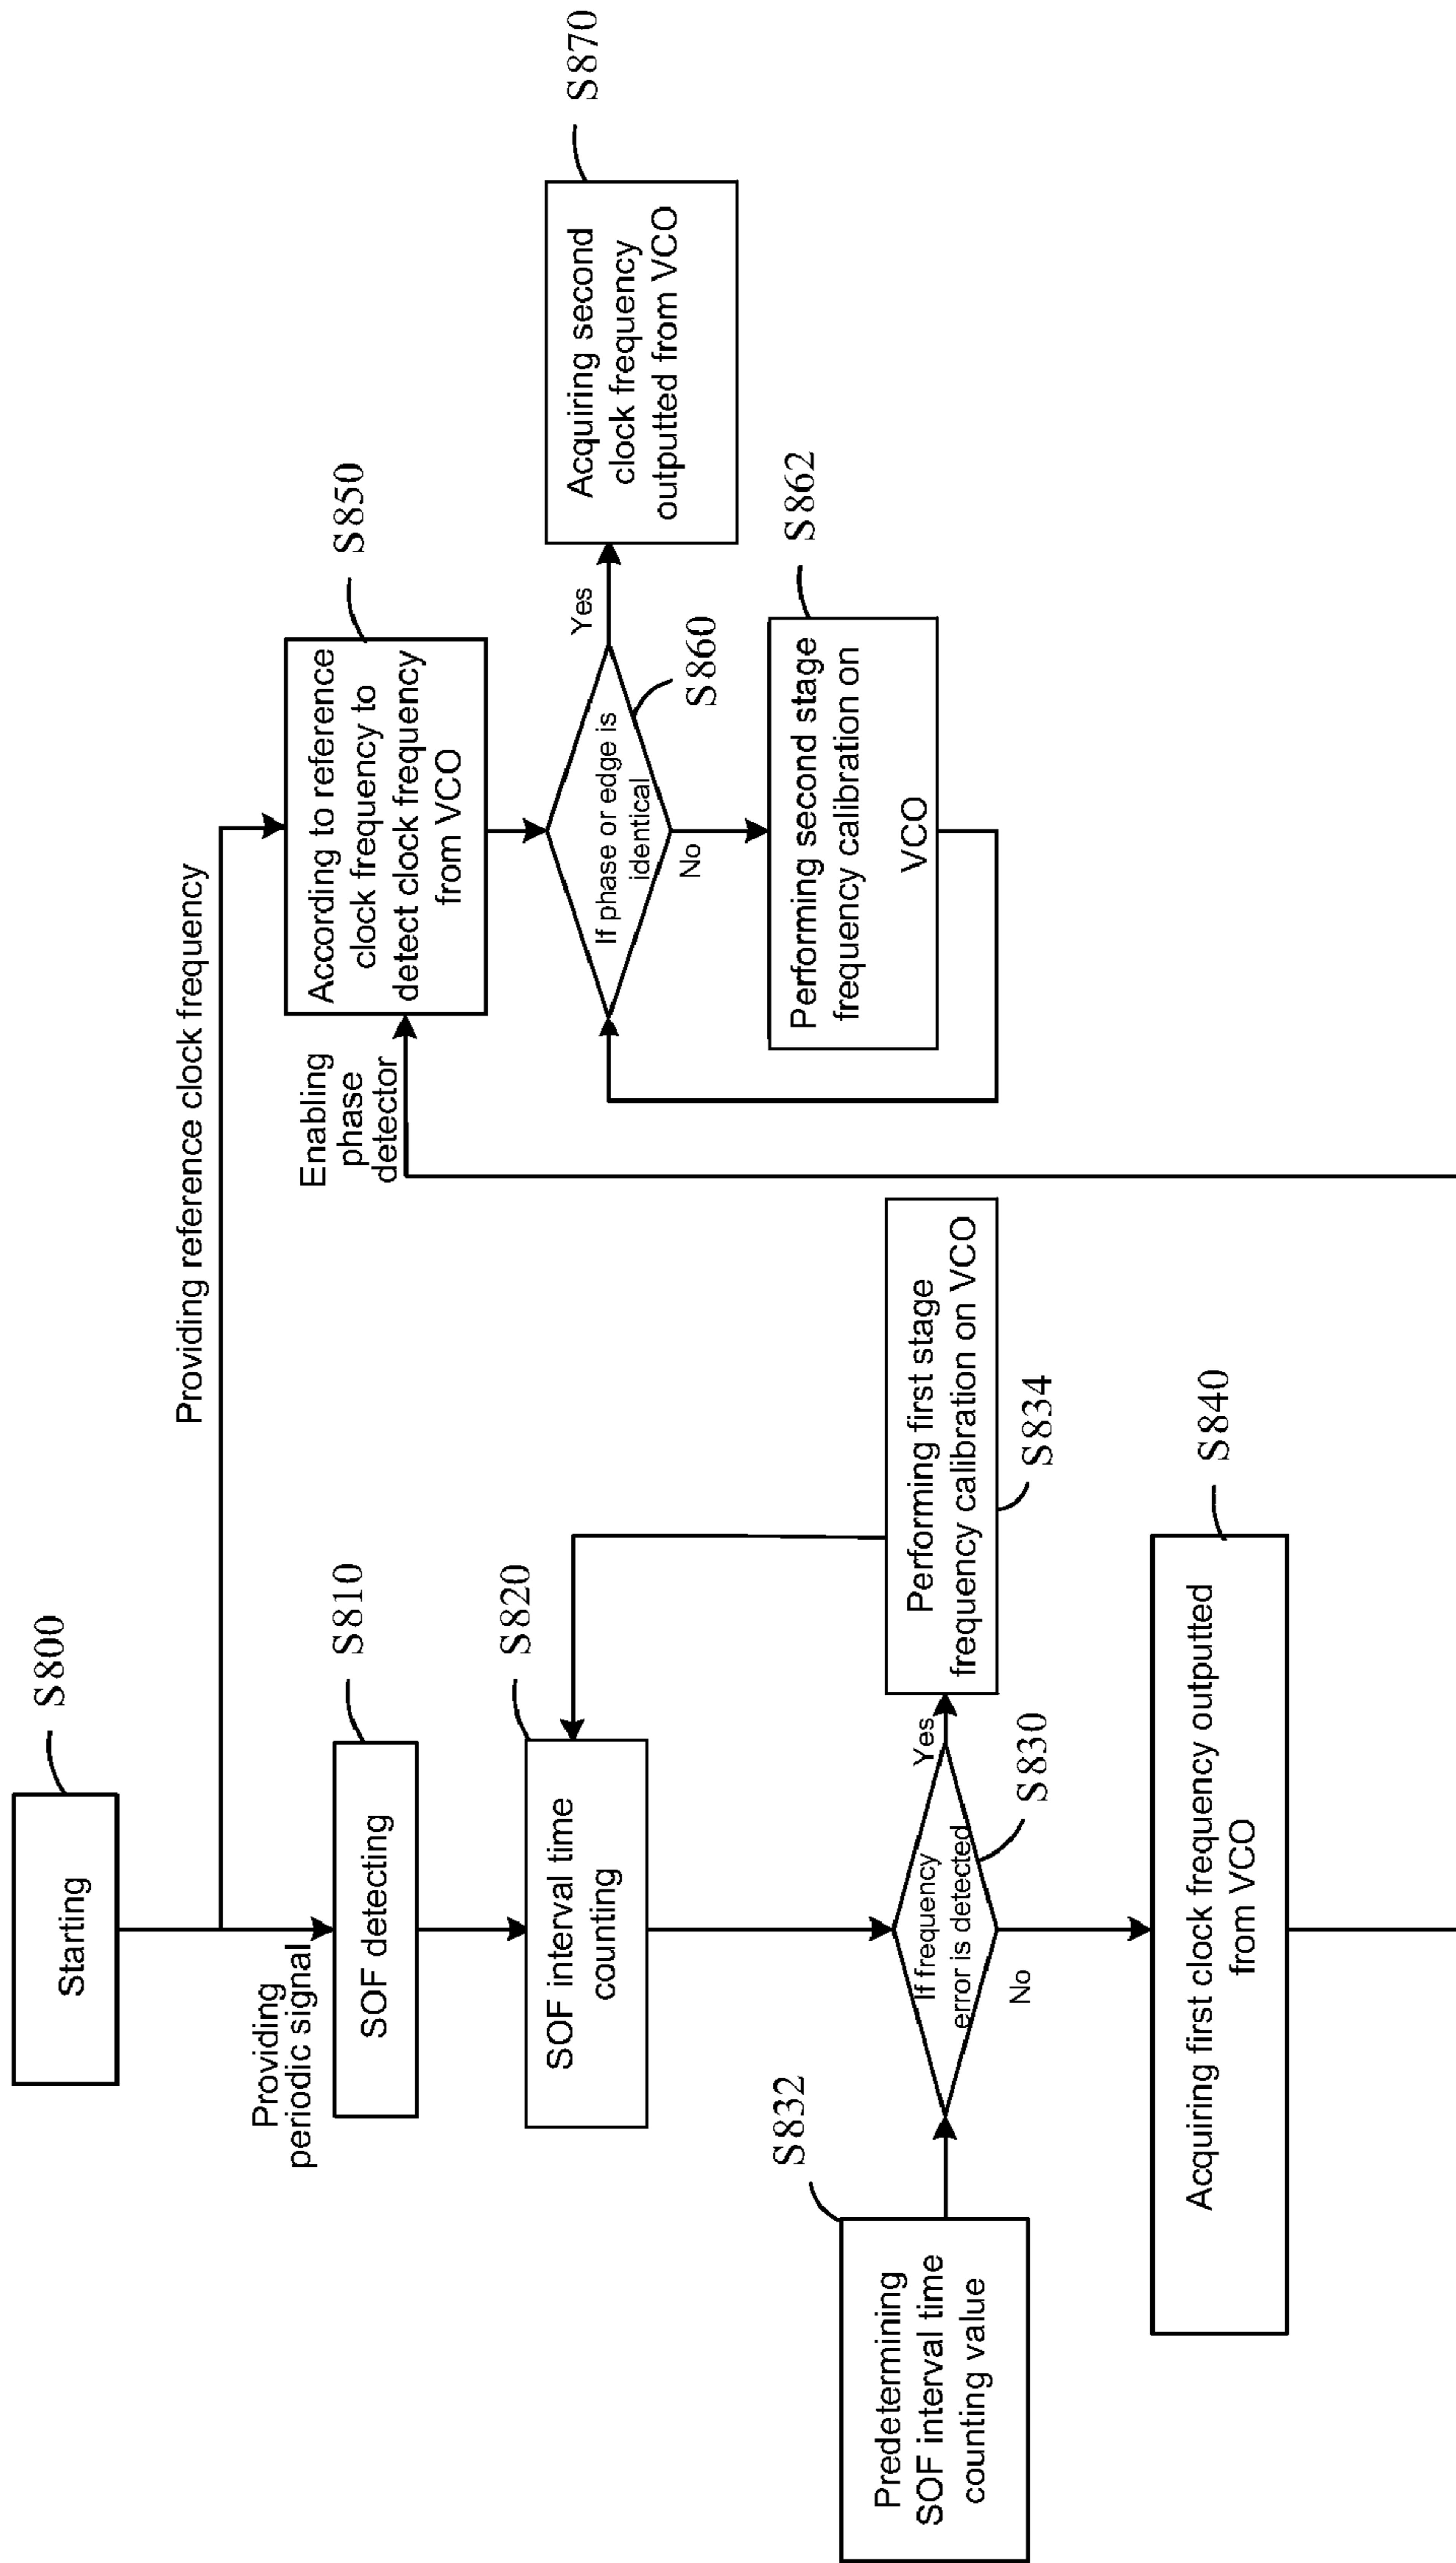 Starting
S800
Providing reference clock frequency
Providing
periodic signal
SOF detecting
S810
SOF interval time
counting
S820
Predetermining
SOF interval time
counting value
S832
If frequency
error is detected
S830
Yes
No
Performing first stage
frequency calibration on VCO
S834
Acquiring first clock frequency outputted
from VCO
S840
Enabling
phase
detector
According to reference
clock frequency to
detect clock frequency
from VCO
S850
If phase or edge is
identical
S860
Yes
No
Performing second stage
frequency calibration on
VCO
S862
Acquiring second
clock frequency
outputted from VCO
S870